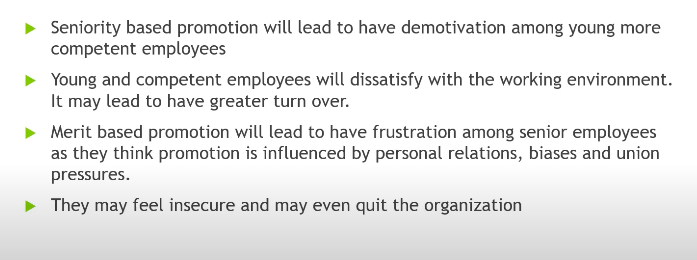 Seniority based promotion will lead to have demotivation among young more
competent employees
Young and competent employees will dissatisfy with the working environment.
It may lead to have greater turn over.
Merit based promotion will lead to have frustration among senior employees
as they think promotion is influenced by personal relations, biases and union
pressures.
They may feel insecure and may even quit the organization